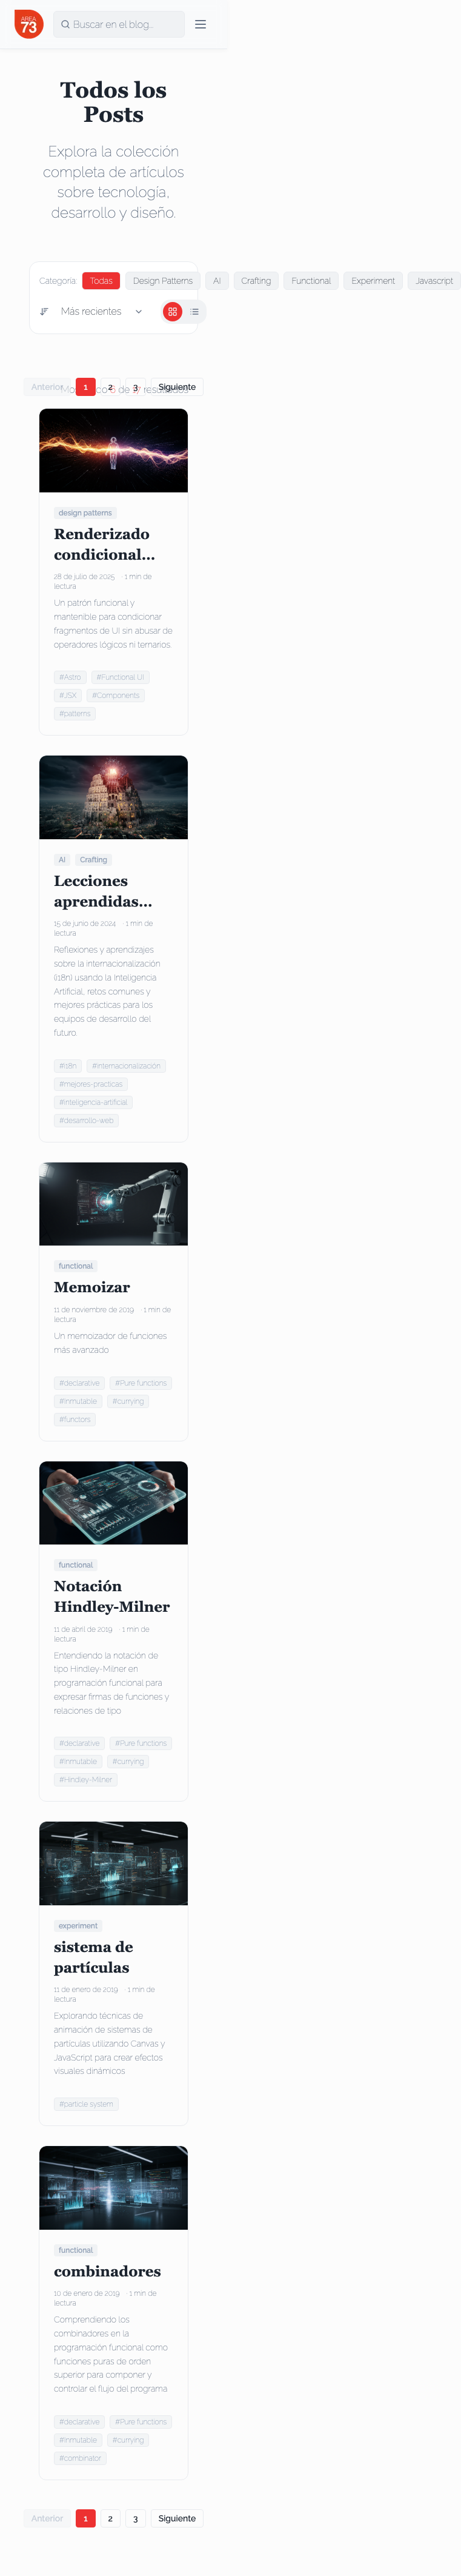 AREA
73
Buscar en el blog...
Todos los
Posts
Explora la colección
completa de artículos
sobre tecnología,
desarrollo y diseño.
Categoría: Todas Design Patterns AI Crafting Functional Experiment Javascript
Más recientes
Anterior 1 2 3 Siguiente
de resultados
design patterns
Renderizado
condicional...
28 de julio de 2025 · 1 min de
lectura
Un patrón funcional y
mantenible para condicionar
fragmentos de UI sin abusar de
operadores lógicos ni ternarios.
#Astro #Functional UI
#JSX #Components
#patterns
AI Crafting
Lecciones
aprendidas...
15 de junio de 2024 · 1 min de
lectura
Reflexiones y aprendizajes
sobre la internacionalización
(i18n) usando la Inteligencia
Artificial, retos comunes y
mejores prácticas para los
equipos de desarrollo del
futuro.
#i18n #internacionalización
#mejores-practicas
#inteligencia-artificial
#desarrollo-web
functional
Memoizar
11 de noviembre de 2019 · 1 min de
lectura
Un memoizador de funciones
más avanzado
#declarative #Pure functions
#Inmutable #currying
#functors
functional
Notación
Hindley-Milner
11 de abril de 2019 · 1 min de
lectura
Entendiendo la notación de
tipo Hindley-Milner en
programación funcional para
expresar firmas de funciones y
relaciones de tipo
#declarative #Pure functions
#Inmutable #currying
#Hindley-Milner
experiment
sistema de
partículas
11 de enero de 2019 · 1 min de
lectura
Explorando técnicas de
animación de sistemas de
partículas utilizando Canvas y
JavaScript para crear efectos
visuales dinámicos
#particle system
functional
combinadores
10 de enero de 2019 · 1 min de
lectura
Comprendiendo los
combinadores en la
programación funcional como
funciones puras de orden
superior para componer y
controlar el flujo del programa
#declarative #Pure functions
#Inmutable #currying
#combinator
Anterior 1 2 3 Siguiente